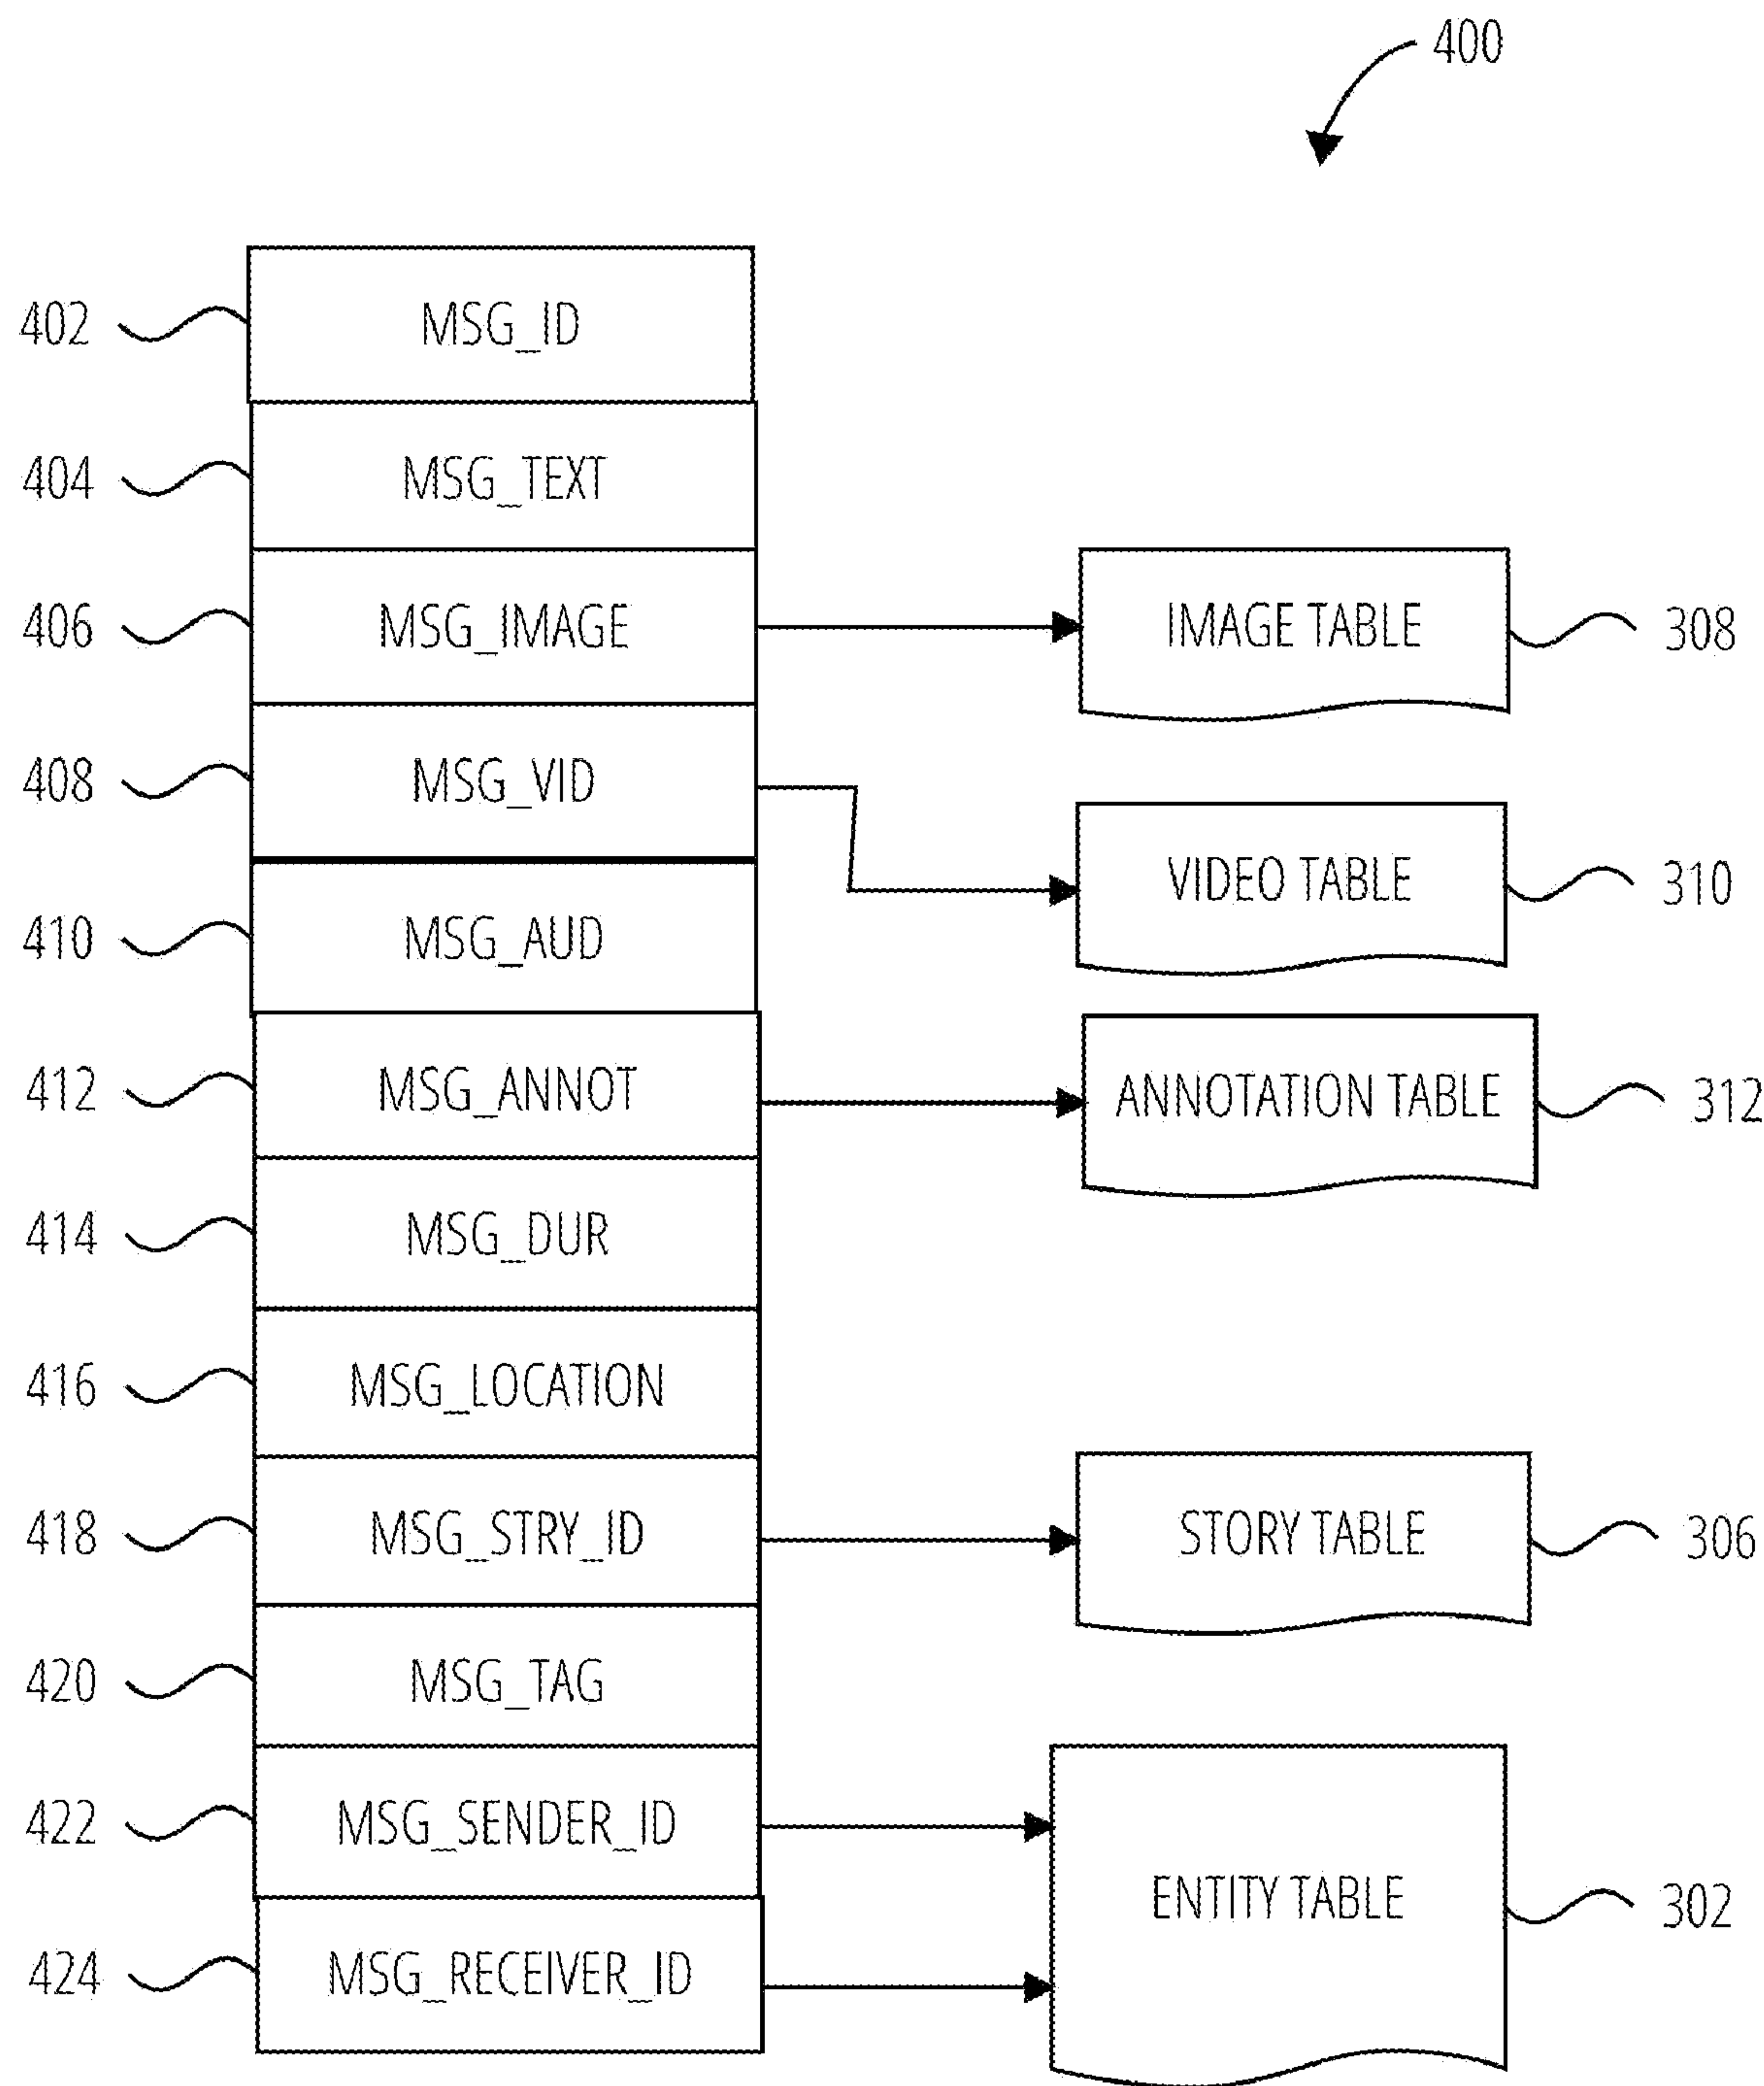 400
402 MSG_ID
404 MSG_TEXT
406 MSG_IMAGE IMAGE TABLE 308
408 MSG_VID
VIDEO TABLE 310
410 MSG_AUD
412 MSG_ANNOT ANNOTATION TABLE 312
414 MSG_DUR
416 MSG_LOCATION
418 MSG_STRY_ID STORY TABLE 306
420 MSG_TAG
422 MSG_SENDER_ID
ENTITY TABLE 302
424 MSG_RECEIVER_ID